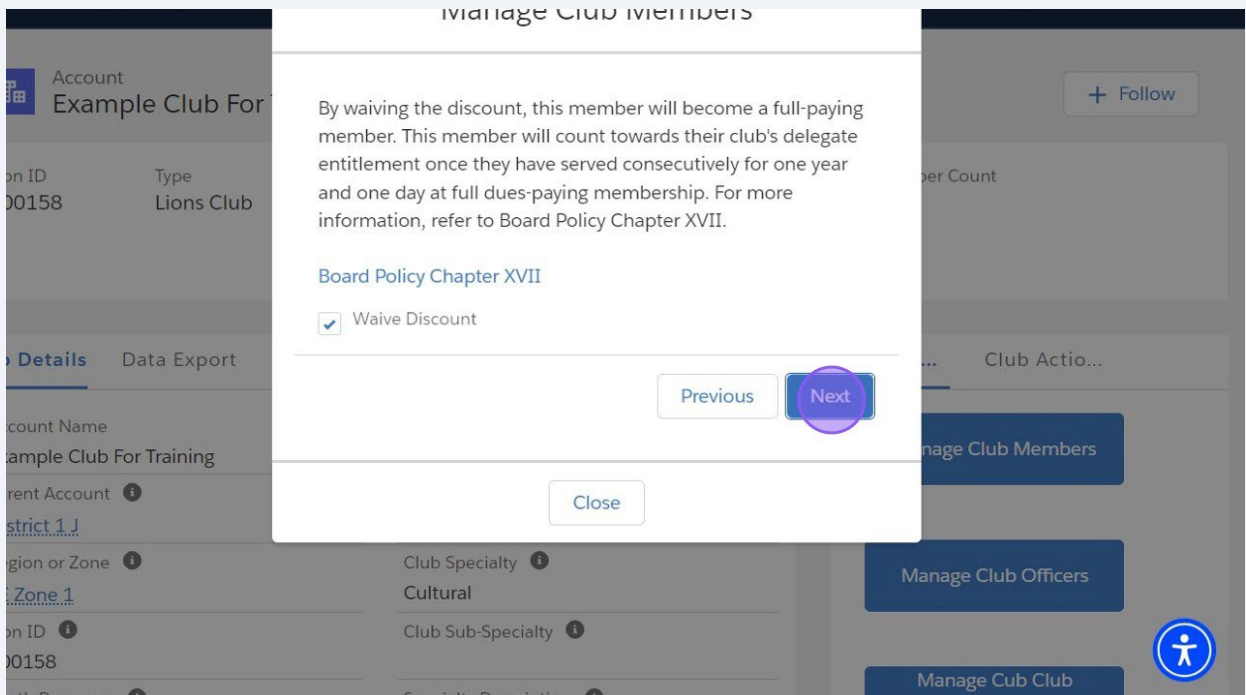 Manage Club Members
Account
Example Club For
+ Follow
By waiving the discount, this member will become a full-paying
member. This member will count towards their club's delegate
entitlement once they have served consecutively for one year
and one day at full dues-paying membership. For more
information, refer to Board Policy Chapter XVII.
on ID
00158
Type
Lions Club
ber Count
Board Policy Chapter XVII
Waive Discount
Previous
Next
Close
Details
Data Export
...
Club Actio...
count Name
ample Club For Training
rent Account
strict 1 J
gion or Zone
Zone 1
on ID
00158
Club Specialty
Cultural
Club Sub-Specialty
nage Club Members
Manage Club Officers
Manage Cub Club